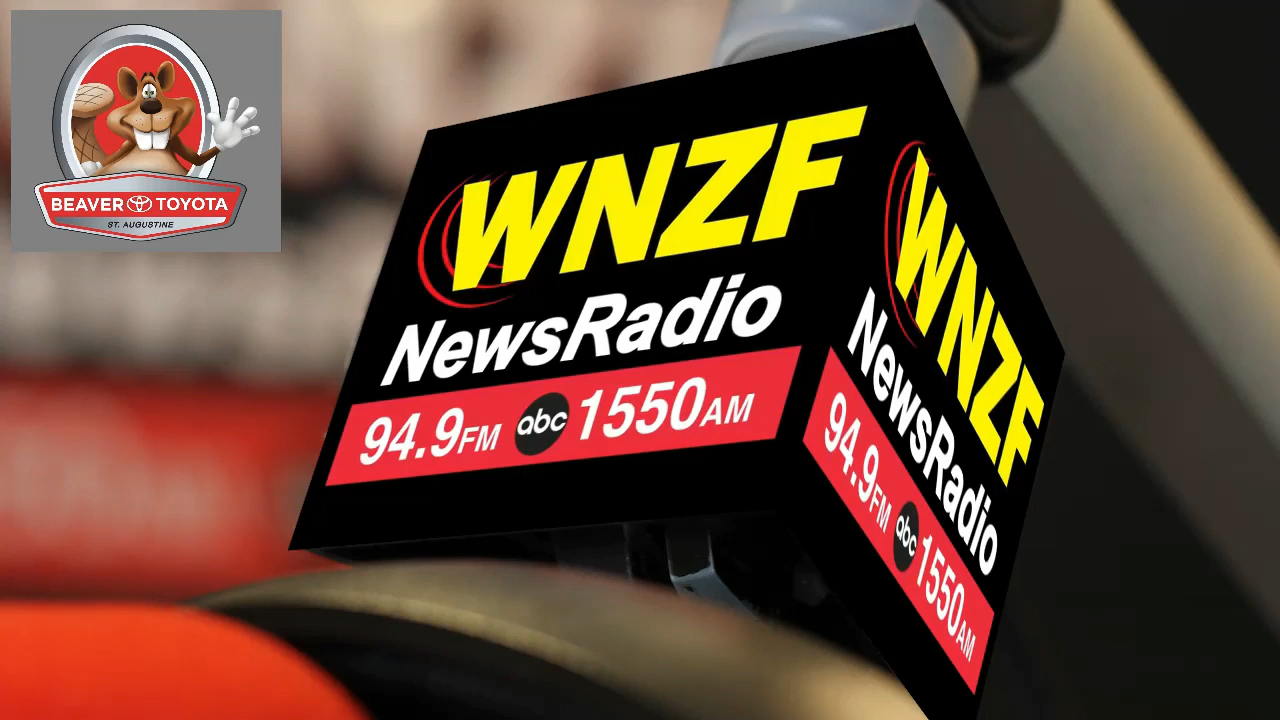 BEAVER TOYOTA
ST. AUGUSTINE
WNZF
NewsRadio
94.9FM abc 1550AM
WNZF
NewsRadio
94.9FM abc 1550AM